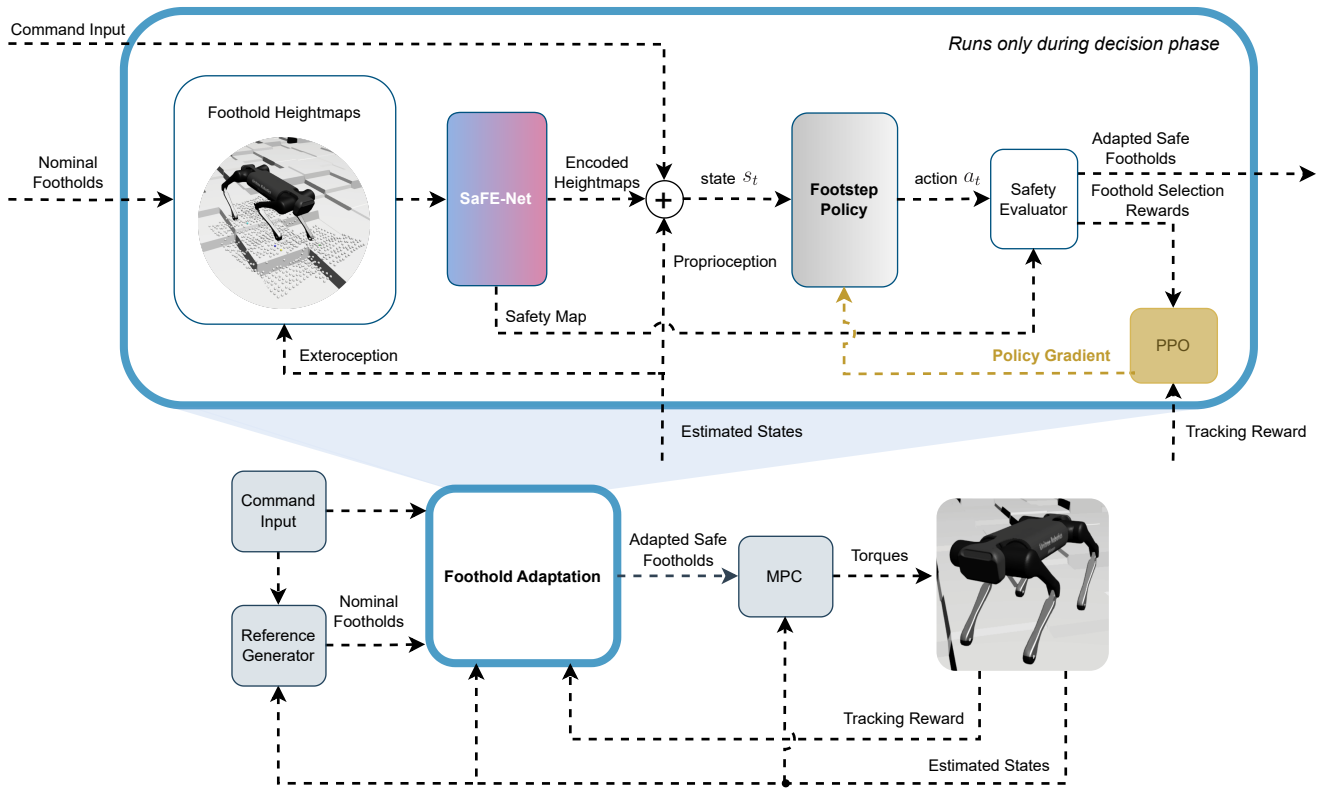 Command Input
Runs only during decision phase
Foothold Heightmaps
Nominal
Footholds
SaFE-Net
Encoded
Heightmaps
+
state s_t
Footstep
Policy
action a_t
Safety
Evaluator
Adapted Safe
Footholds
Foothold Selection
Rewards
Proprioception
Safety Map
Exteroception
Policy Gradient
PPO
Estimated States
Tracking Reward
Command
Input
Foothold Adaptation
Adapted Safe
Footholds
MPC
Torques
Nominal
Footholds
Reference
Generator
Tracking Reward
Estimated States